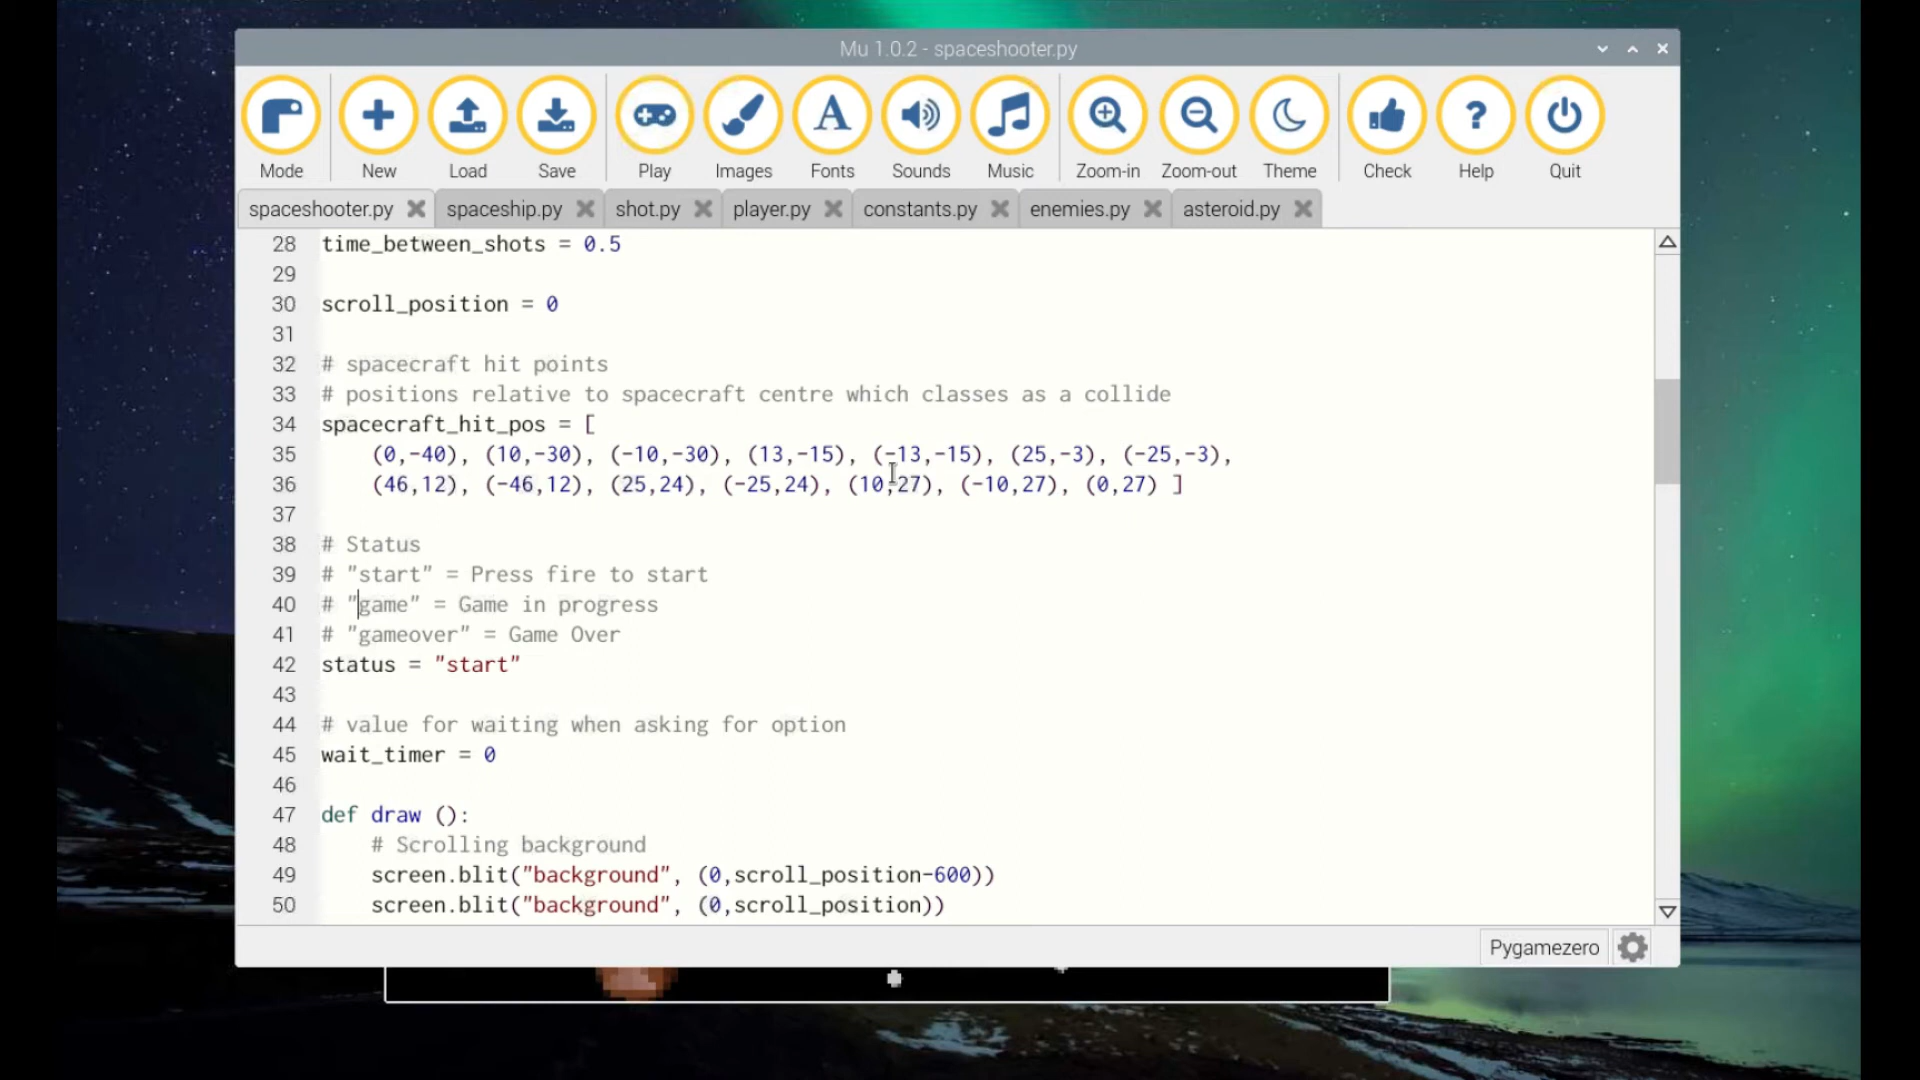 Mu 1.0.2 - spaceshooter.py
Mode New Load Save Play Images Fonts Sounds Music Zoom-in Zoom-out Theme Check Help Quit
spaceshooter.py spaceship.py shot.py player.py constants.py enemies.py asteroid.py
28 time_between_shots = 0.5
29
30 scroll_position = 0
31
32 # spacecraft hit points
33 # positions relative to spacecraft centre which classes as a collide
34 spacecraft_hit_pos = [
35     (0,-40), (10,-30), (-10,-30), (13,-15), (-13,-15), (25,-3), (-25,-3),
36     (46,12), (-46,12), (25,24), (-25,24), (10,27), (-10,27), (0,27) ]
37
38 # Status
39 # "start" = Press fire to start
40 # "game" = Game in progress
41 # "gameover" = Game Over
42 status = "start"
43
44 # value for waiting when asking for option
45 wait_timer = 0
46
47 def draw ():
48     # Scrolling background
49     screen.blit("background", (0,scroll_position-600))
50     screen.blit("background", (0,scroll_position))
Pygamezero